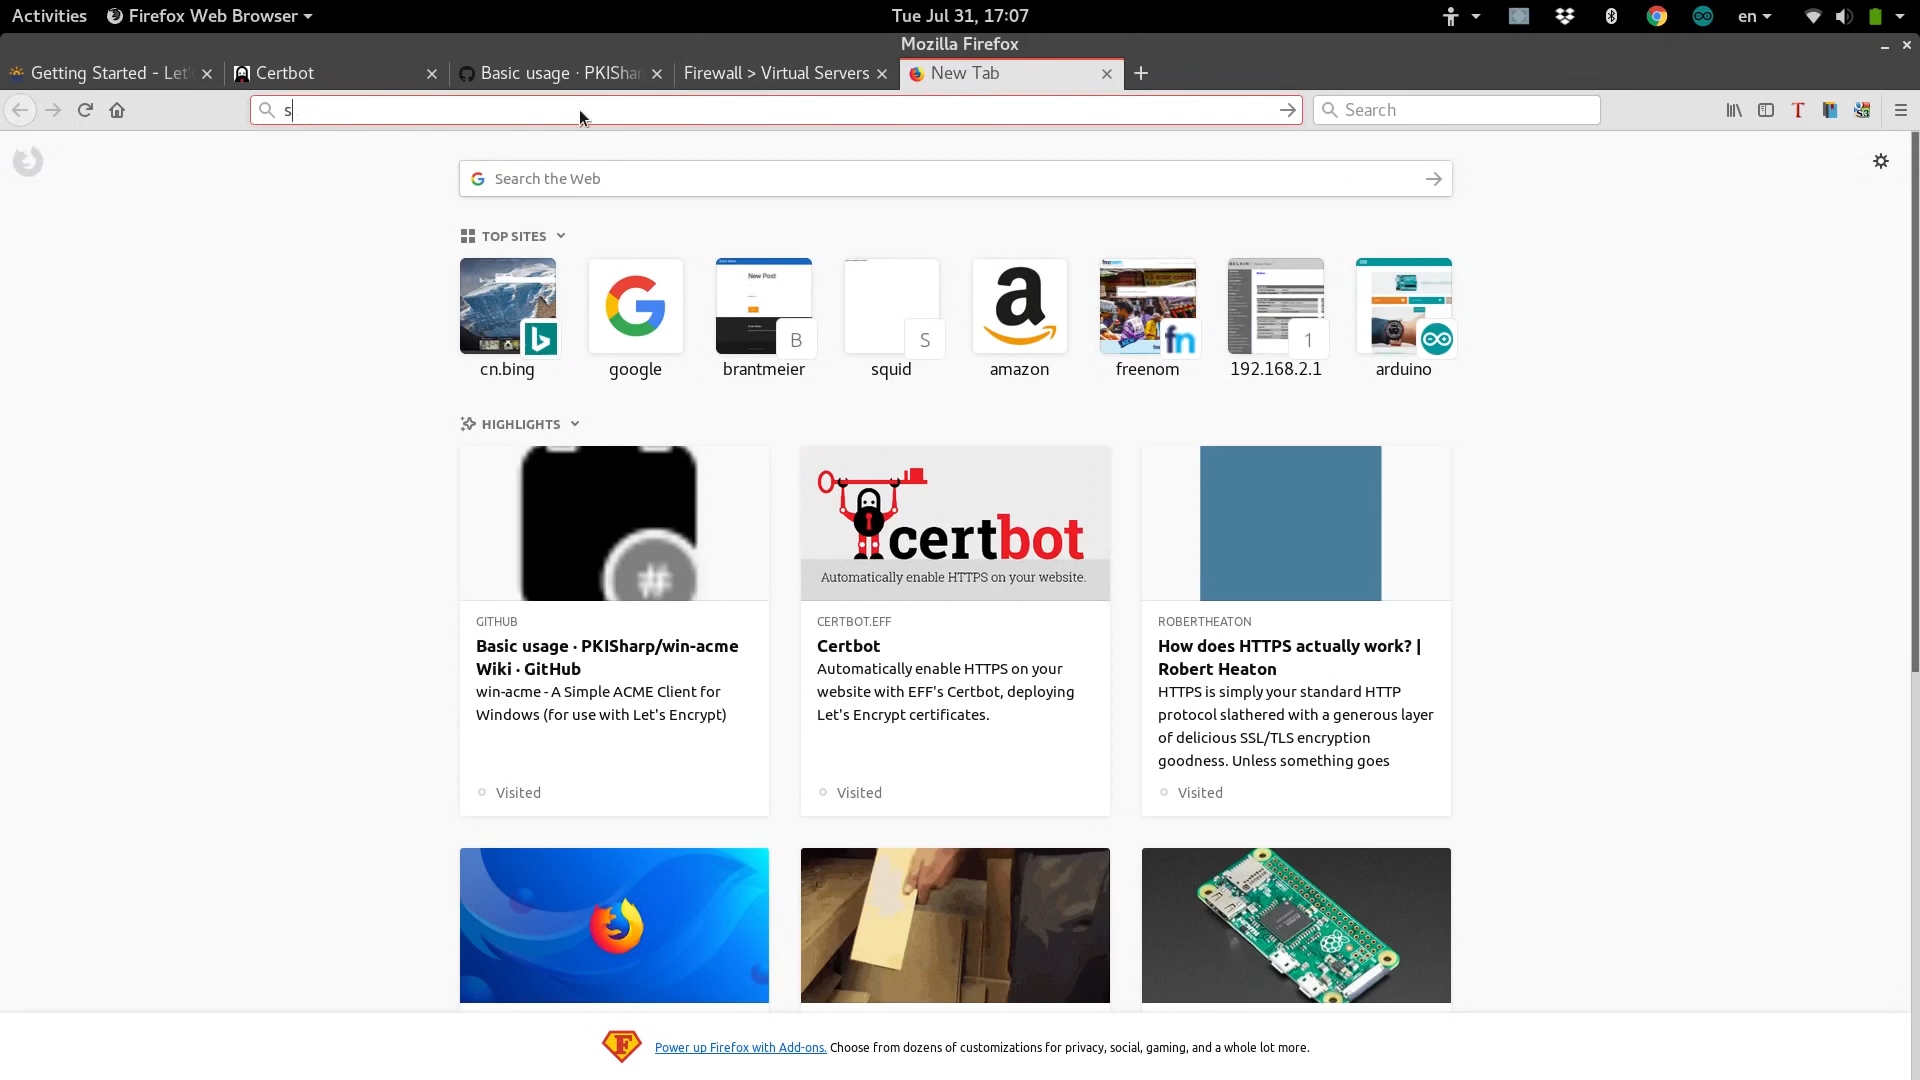 Activities Firefox Web Browser Tue Jul 31, 17:07 en
Mozilla Firefox
Getting Started - Let' Certbot Basic usage · PKIShar Firewall > Virtual Servers New Tab
s Search
Search the Web
TOP SITES
B S fn 1
cn.bing google brantmeier squid amazon freenom 192.168.2.1 arduino
New Post
HIGHLIGHTS
#
certbot
Automatically enable HTTPS on your website.
GITHUB
Basic usage · PKISharp/win-acme
Wiki · GitHub
win-acme - A Simple ACME Client for
Windows (for use with Let's Encrypt)
Visited
CERTBOT.EFF
Certbot
Automatically enable HTTPS on your
website with EFF's Certbot, deploying
Let's Encrypt certificates.
Visited
ROBERTHEATON
How does HTTPS actually work? |
Robert Heaton
HTTPS is simply your standard HTTP
protocol slathered with a generous layer
of delicious SSL/TLS encryption
goodness. Unless something goes
Visited
Power up Firefox with Add-ons. Choose from dozens of customizations for privacy, social, gaming, and a whole lot more.